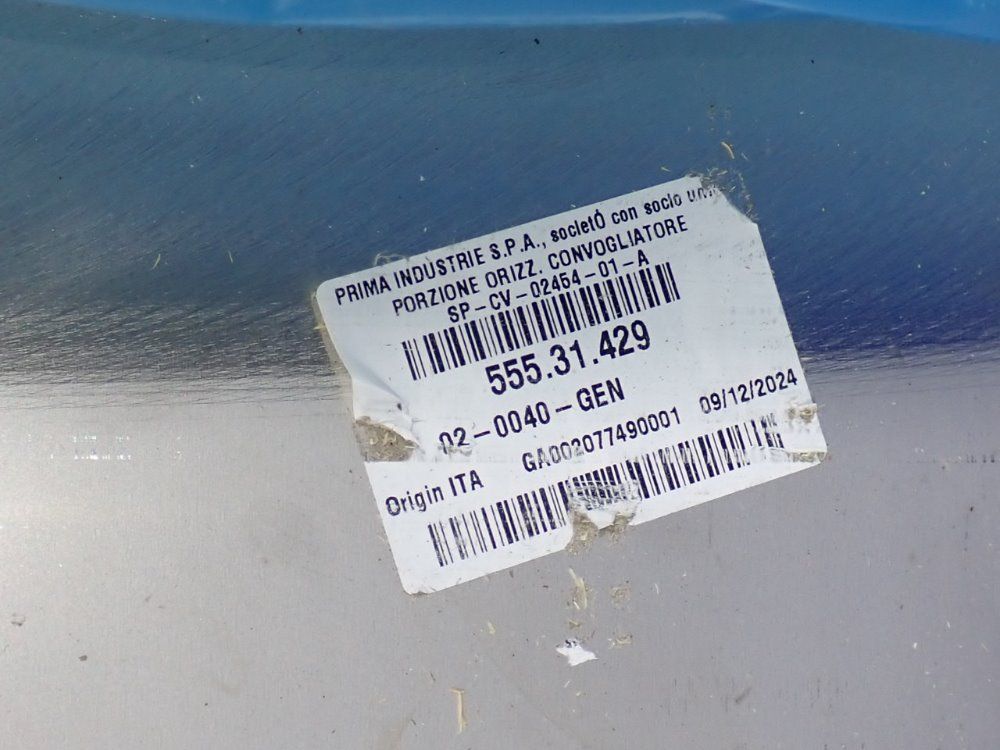 PRIMA INDUSTRIE S.P.A., societÓ con socio
PORZIONE ORIZZ. CONVOGLIATORE
SP-CV-02454-01-A
555.31.429
02-0040-GEN
Origin ITA GA002077490001 09/12/2024